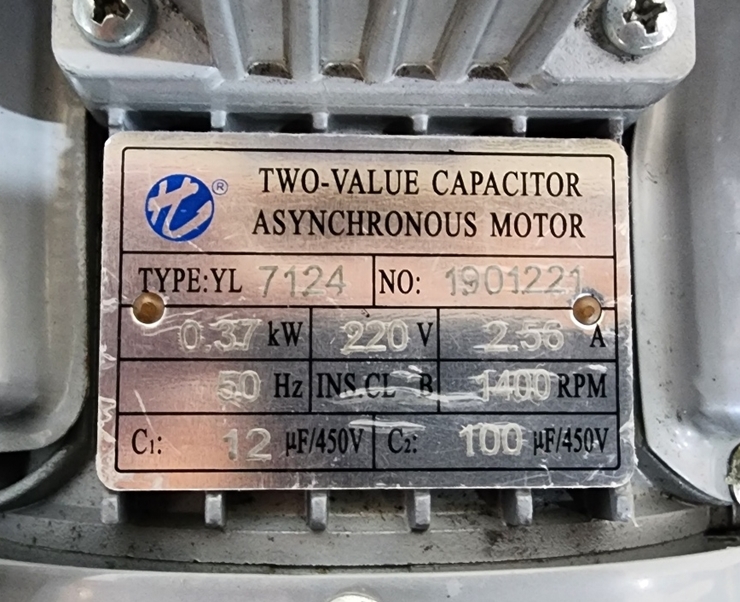 ®
TWO-VALUE CAPACITOR
ASYNCHRONOUS MOTOR
TYPE:YL 7124 NO: 1901221
0.37 kW 220 V 2.56 A
50 Hz INS.CL B 1400 RPM
C1: 12 µF/450V C2: 100 µF/450V